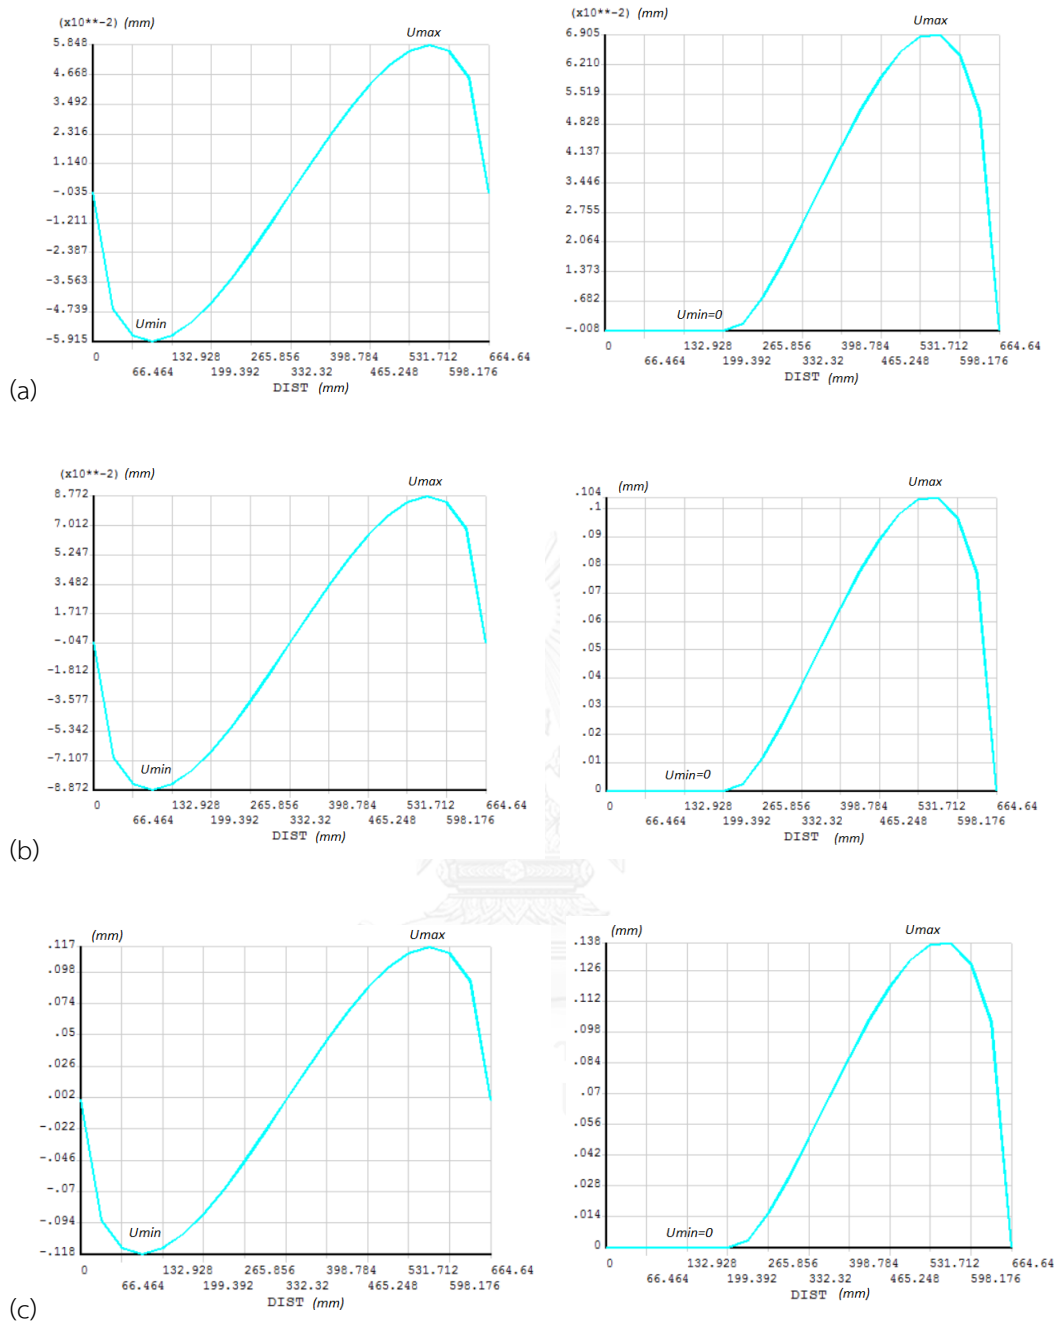 (x10**-2) (mm)
Umax
5.848
4.668
3.492
2.316
1.140
-.035
-1.211
-2.387
-3.563
-4.739
-5.915
Umin
0 132.928 265.856 398.784 531.712 664.64
66.464 199.392 332.32 465.248 598.176
DIST (mm)
(x10**-2) (mm)
Umax
6.905
6.210
5.519
4.828
4.137
3.446
2.755
2.064
1.373
.682
-.008
Umin=0
0 132.928 265.856 398.784 531.712 664.64
66.464 199.392 332.32 465.248 598.176
DIST (mm)
(a)
(x10**-2) (mm)
Umax
8.772
7.012
5.247
3.482
1.717
-.047
-1.812
-3.577
-5.342
-7.107
-8.872
Umin
0 132.928 265.856 398.784 531.712 664.64
66.464 199.392 332.32 465.248 598.176
DIST (mm)
(mm)
Umax
.104
.1
.09
.08
.07
.06
.05
.04
.03
.02
.01
0
Umin=0
0 132.928 265.856 398.784 531.712 664.64
66.464 199.392 332.32 465.248 598.176
DIST (mm)
(b)
(mm)
Umax
.117
.098
.074
.05
.026
.002
-.022
-.046
-.07
-.094
-.118
Umin
0 132.928 265.856 398.784 531.712 664.64
66.464 199.392 332.32 465.248 598.176
DIST (mm)
(mm)
Umax
.138
.126
.112
.098
.084
.07
.056
.042
.028
.014
0
Umin=0
0 132.928 265.856 398.784 531.712 664.64
66.464 199.392 332.32 465.248 598.176
DIST (mm)
(c)